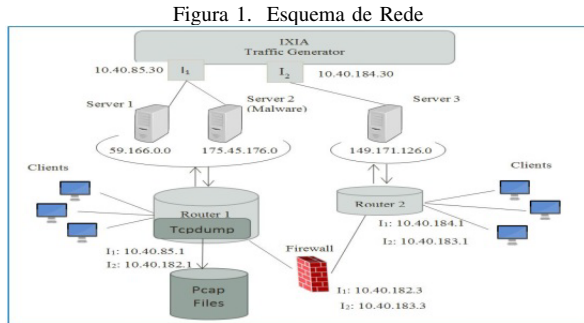 Figura 1. Esquema de Rede
IXIA
Traffic Generator
10.40.85.30
I₁
I₂
10.40.184.30
Server 1
Server 2
(Malware)
Server 3
59.166.0.0
175.45.176.0
149.171.126.0
Clients
Clients
Router 1
Tcpdump
Router 2
I₁: 10.40.184.1
I₂: 10.40.183.1
Firewall
I₁: 10.40.85.1
I₂: 10.40.182.1
I₁: 10.40.182.3
I₂: 10.40.183.3
Pcap
Files